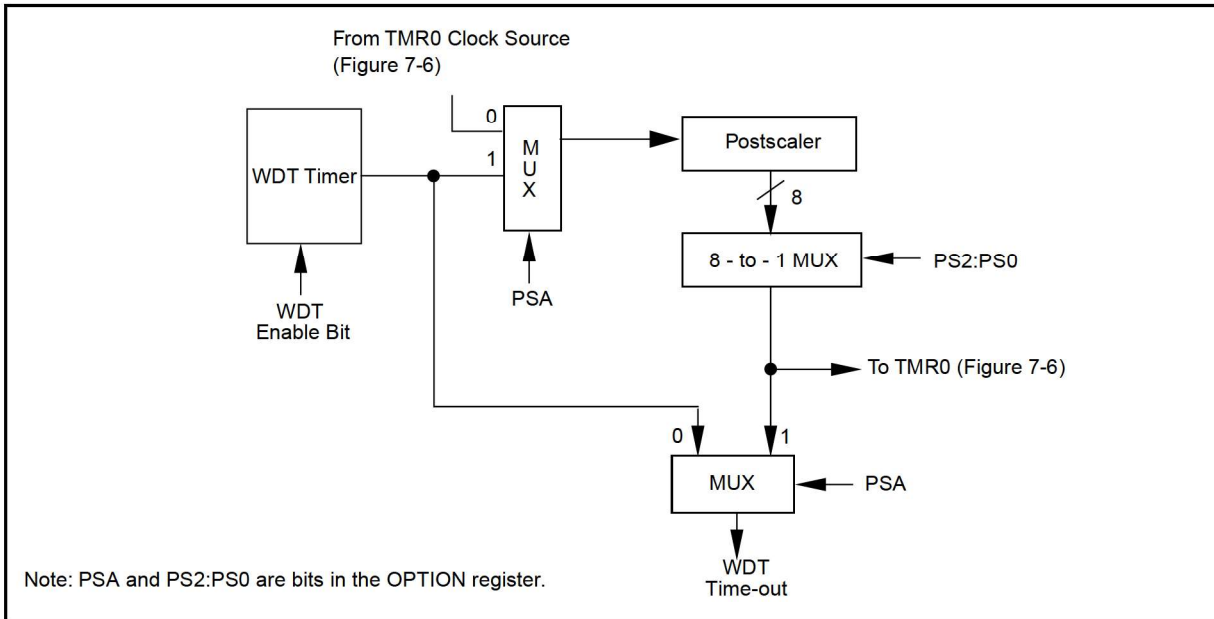 From TMR0 Clock Source
(Figure 7-6)
0
1
M
U
X
WDT Timer
Postscaler
8
8 - to - 1 MUX
PS2:PS0
PSA
WDT
Enable Bit
To TMR0 (Figure 7-6)
0
1
MUX
PSA
WDT
Time-out
Note: PSA and PS2:PS0 are bits in the OPTION register.